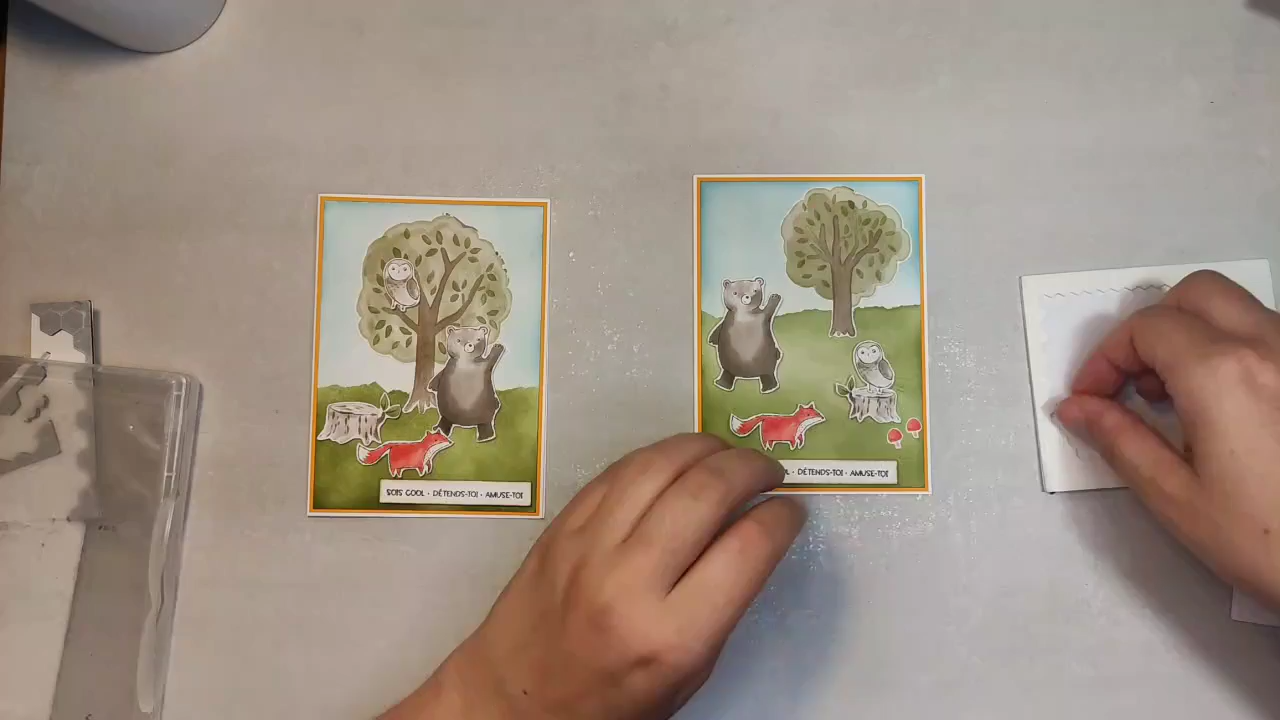 SOIS COOL • DÉTENDS-TOI • AMUSE-TOI
• DÉTENDS-TOI • AMUSE-TOI